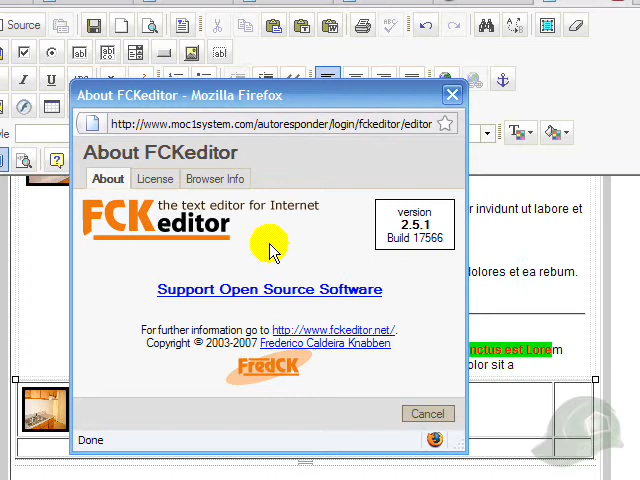 Source
ABC
I U
About FCKeditor - Mozilla Firefox
http://www.moc1system.com/autoresponder/login/fckeditor/editor
Style
About FCKeditor
About License Browser Info
FCKeditor the text editor for Internet
version
2.5.1
Build 17566
r invidunt ut labore et
dolores et ea rebum.
Support Open Source Software
For further information go to http://www.fckeditor.net/.
Copyright © 2003-2007 Frederico Caldeira Knabben
FredCK
nctus est Lorem
olor sit a
Cancel
Done